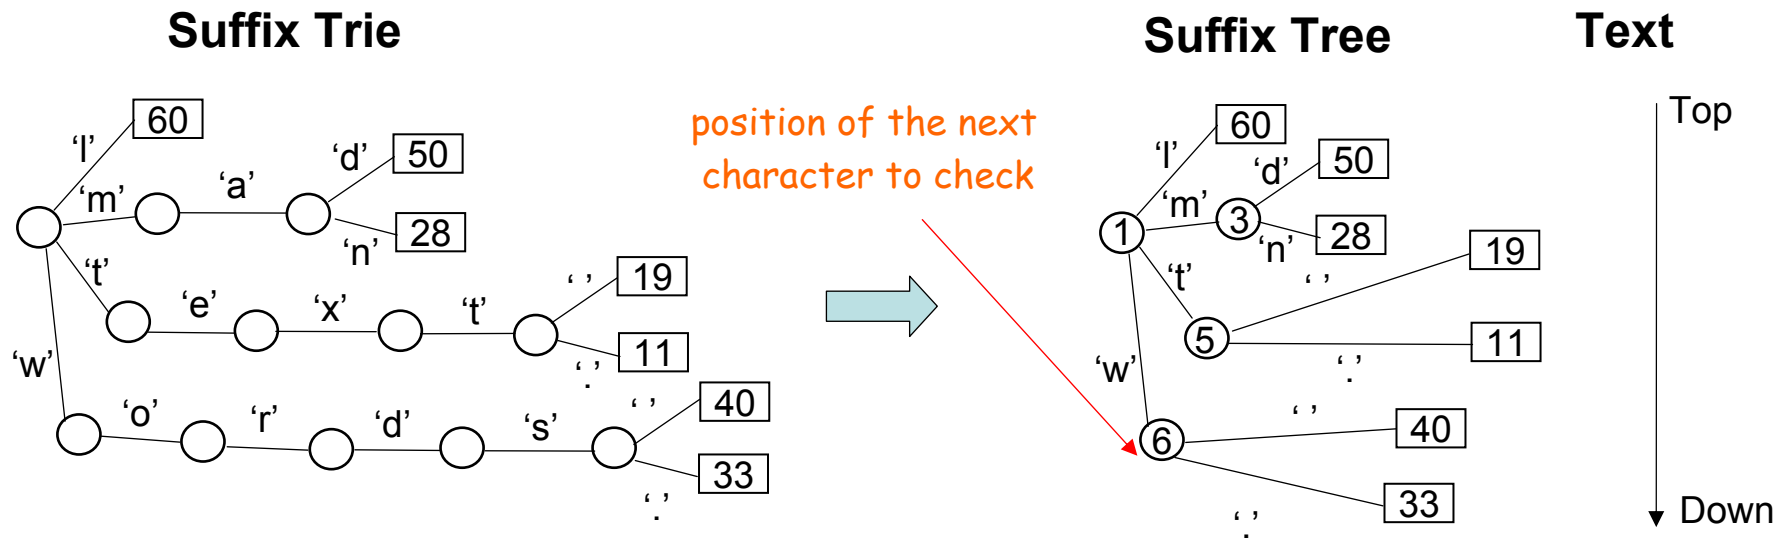 Suffix Trie
Suffix Tree
Text
position of the next
character to check
60
‘l’
‘d’
50
‘m’
‘a’
‘n’
28
‘t’
‘ ’
19
‘e’
‘x’
‘t’
11
‘.’
‘w’
‘ ’
40
‘o’
‘r’
‘d’
‘s’
33
‘.’
60
‘l’
‘d’
50
‘m’
1
3
‘n’
28
‘t’
‘ ’
19
5
11
‘.’
‘w’
‘ ’
40
6
33
‘.’
Top
Down